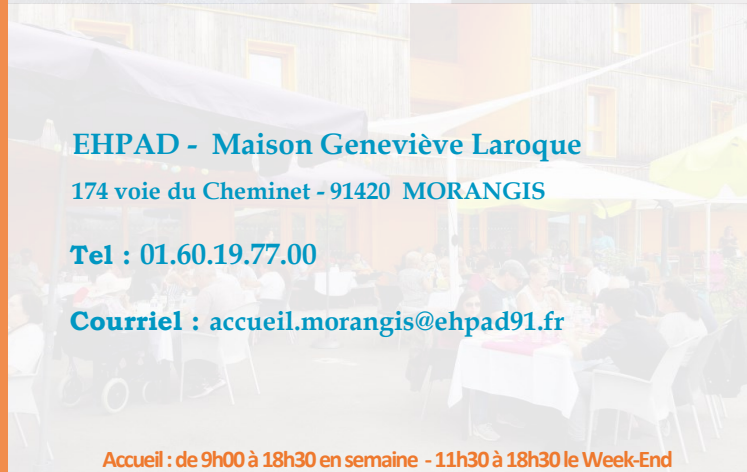 EHPAD - Maison Geneviève Laroque
174 voie du Cheminet - 91420 MORANGIS
Tel : 01.60.19.77.00
Courriel : accueil.morangis@ehpad91.fr
Accueil : de 9h00 à 18h30 en semaine - 11h30 à 18h30 le Week-End